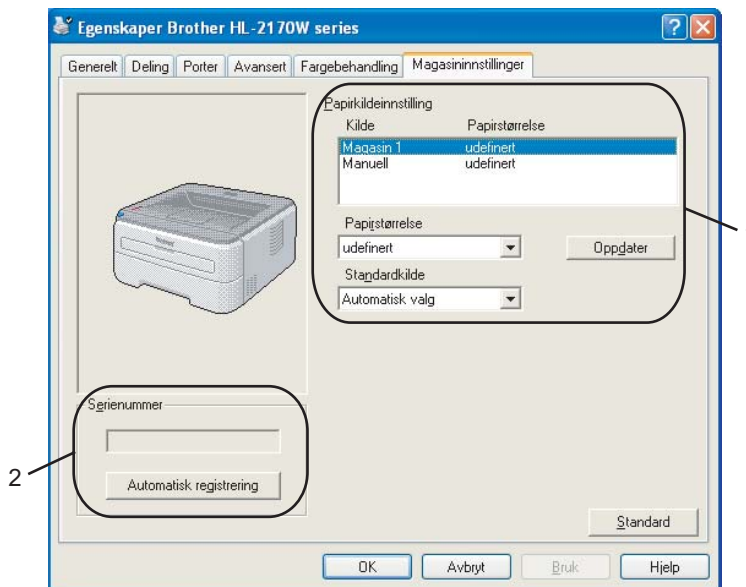 Egenskaper Brother HL-2170W series
Generelt Deling Porter Avansert Fargebehandling Magasininnstillinger
Papirkildeinnstilling
Kilde Papirstørrelse
Magasin 1 udefinert
Manuell udefinert
Papirstørrelse
udefinert Oppdater
Standardkilde
Automatisk valg
Serienummer
2
Automatisk registrering
Standard
OK Avbryt Bruk Hjelp